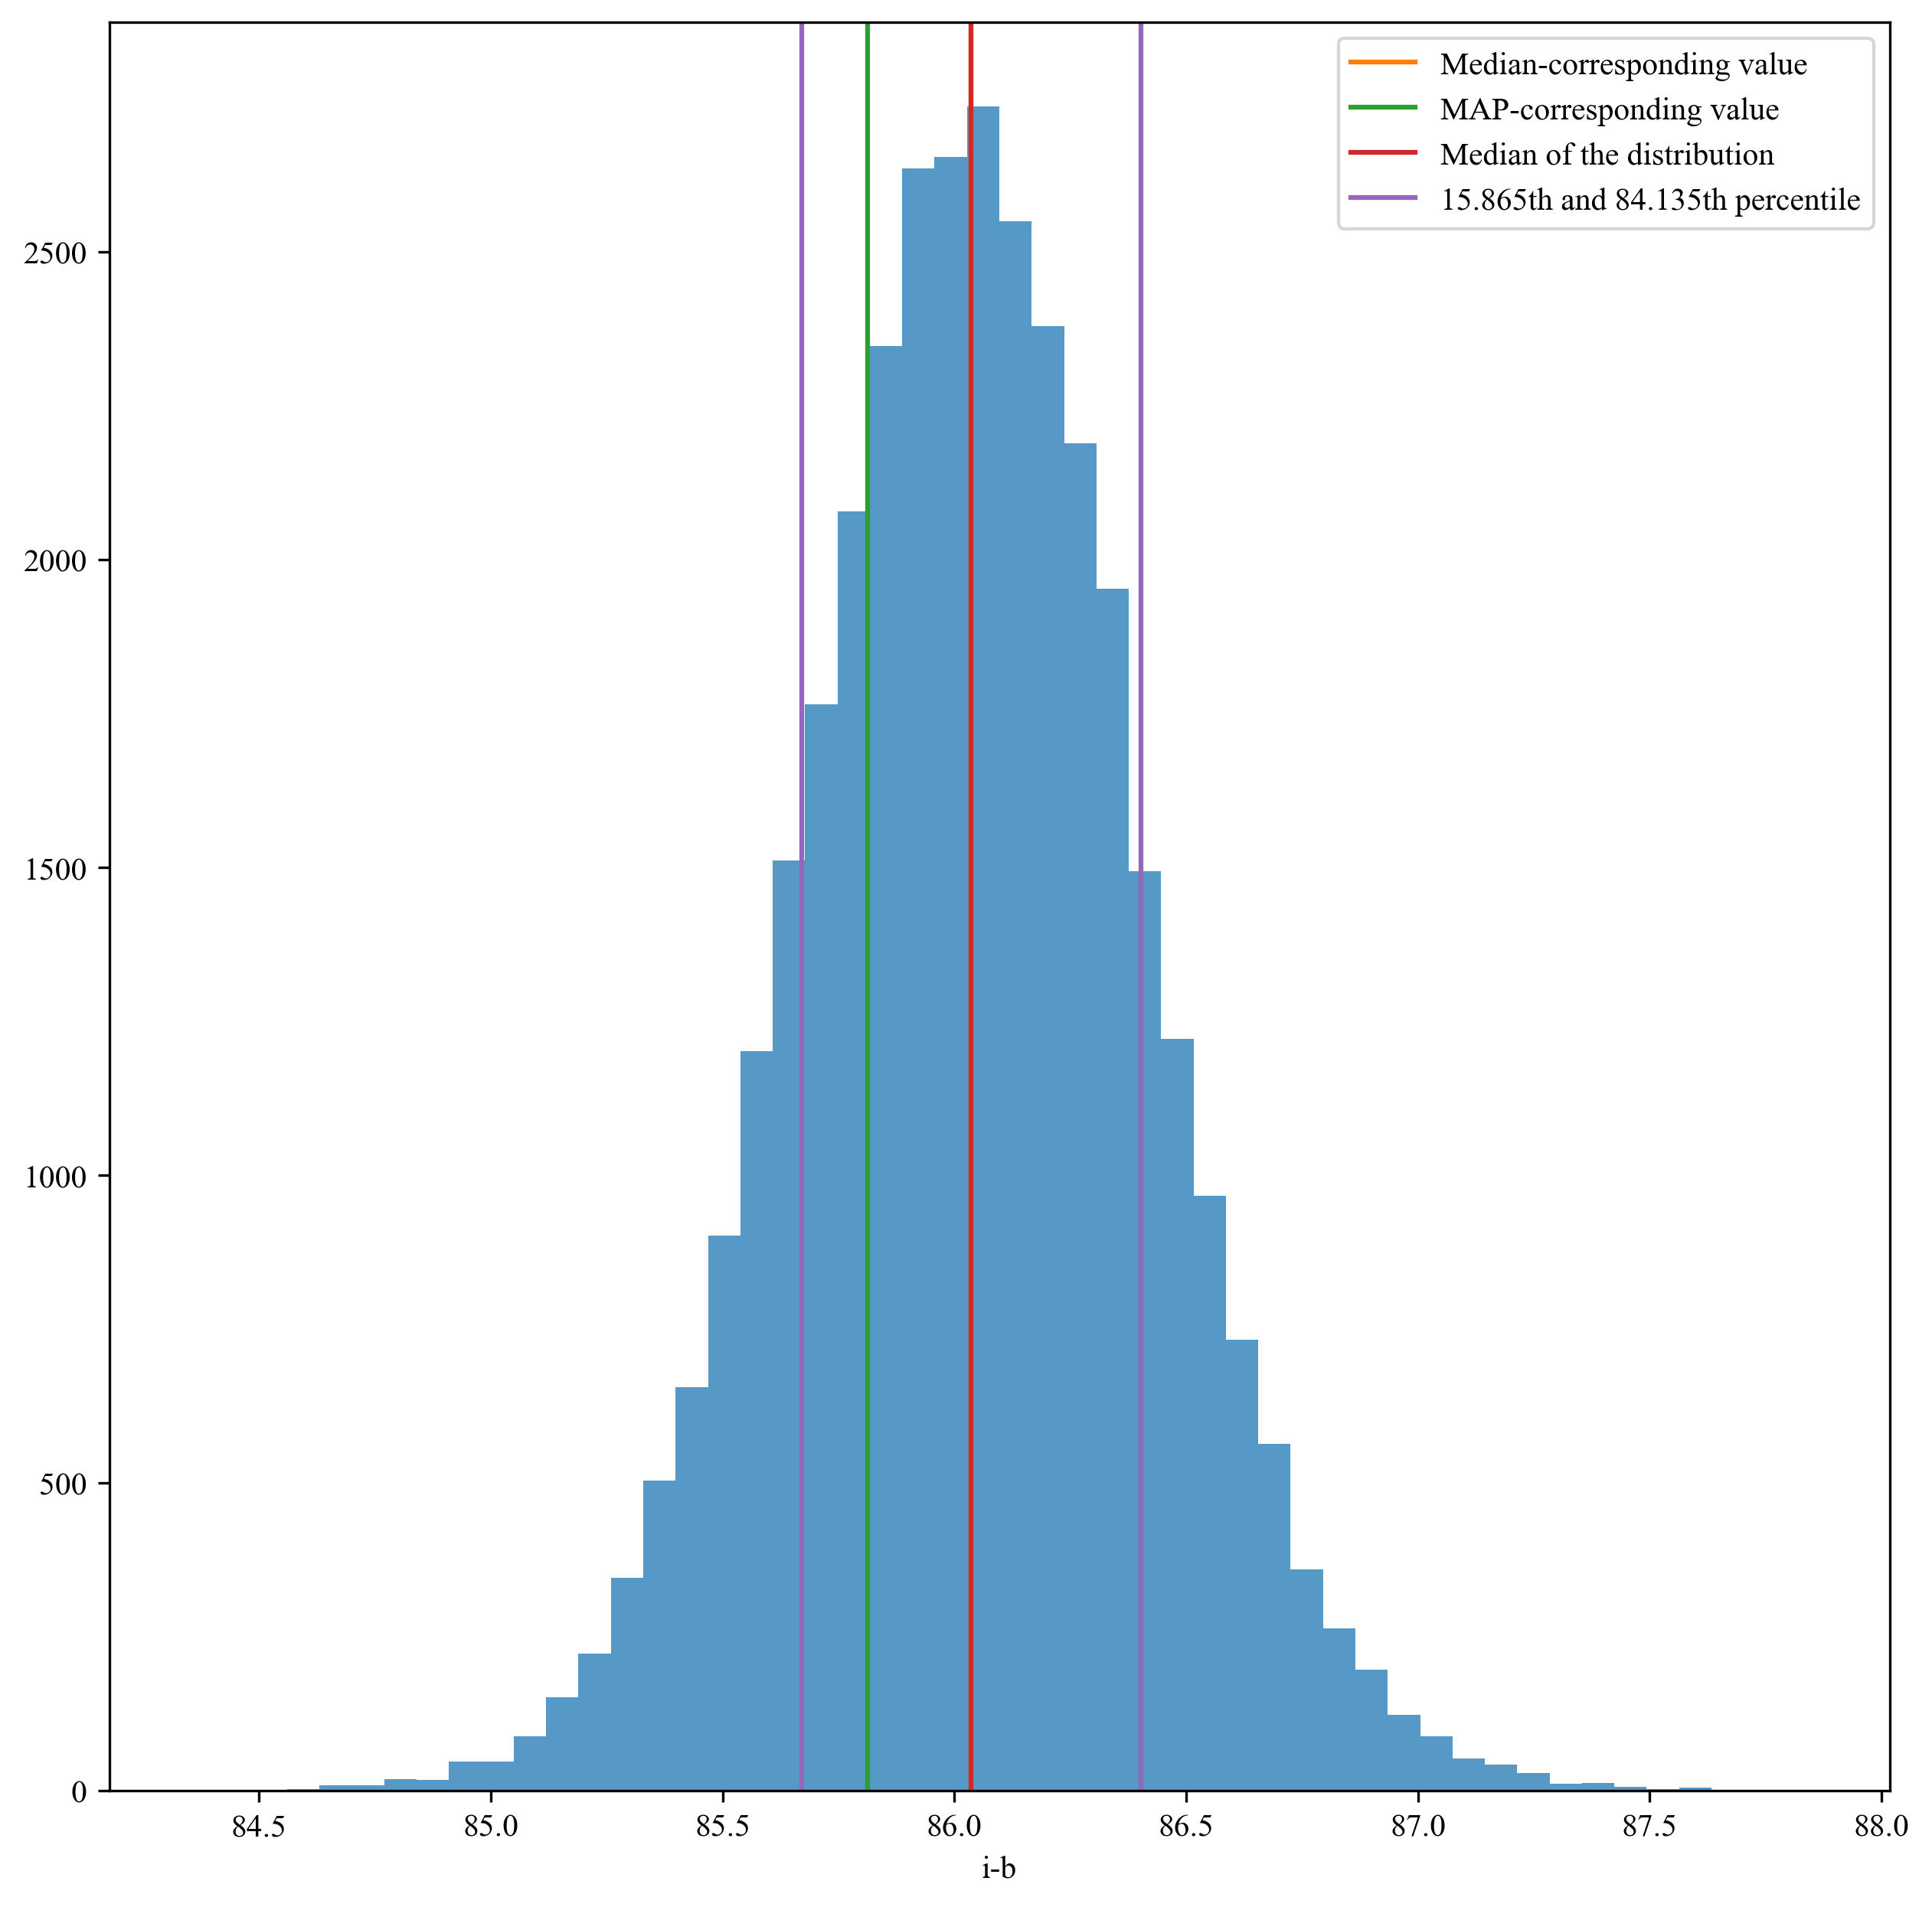 Median-corresponding value
MAP-corresponding value
Median of the distribution
15.865th and 84.135th percentile
2500
2000
1500
1000
500
0
84.5 85.0 85.5 86.0 86.5 87.0 87.5 88.0
i-b